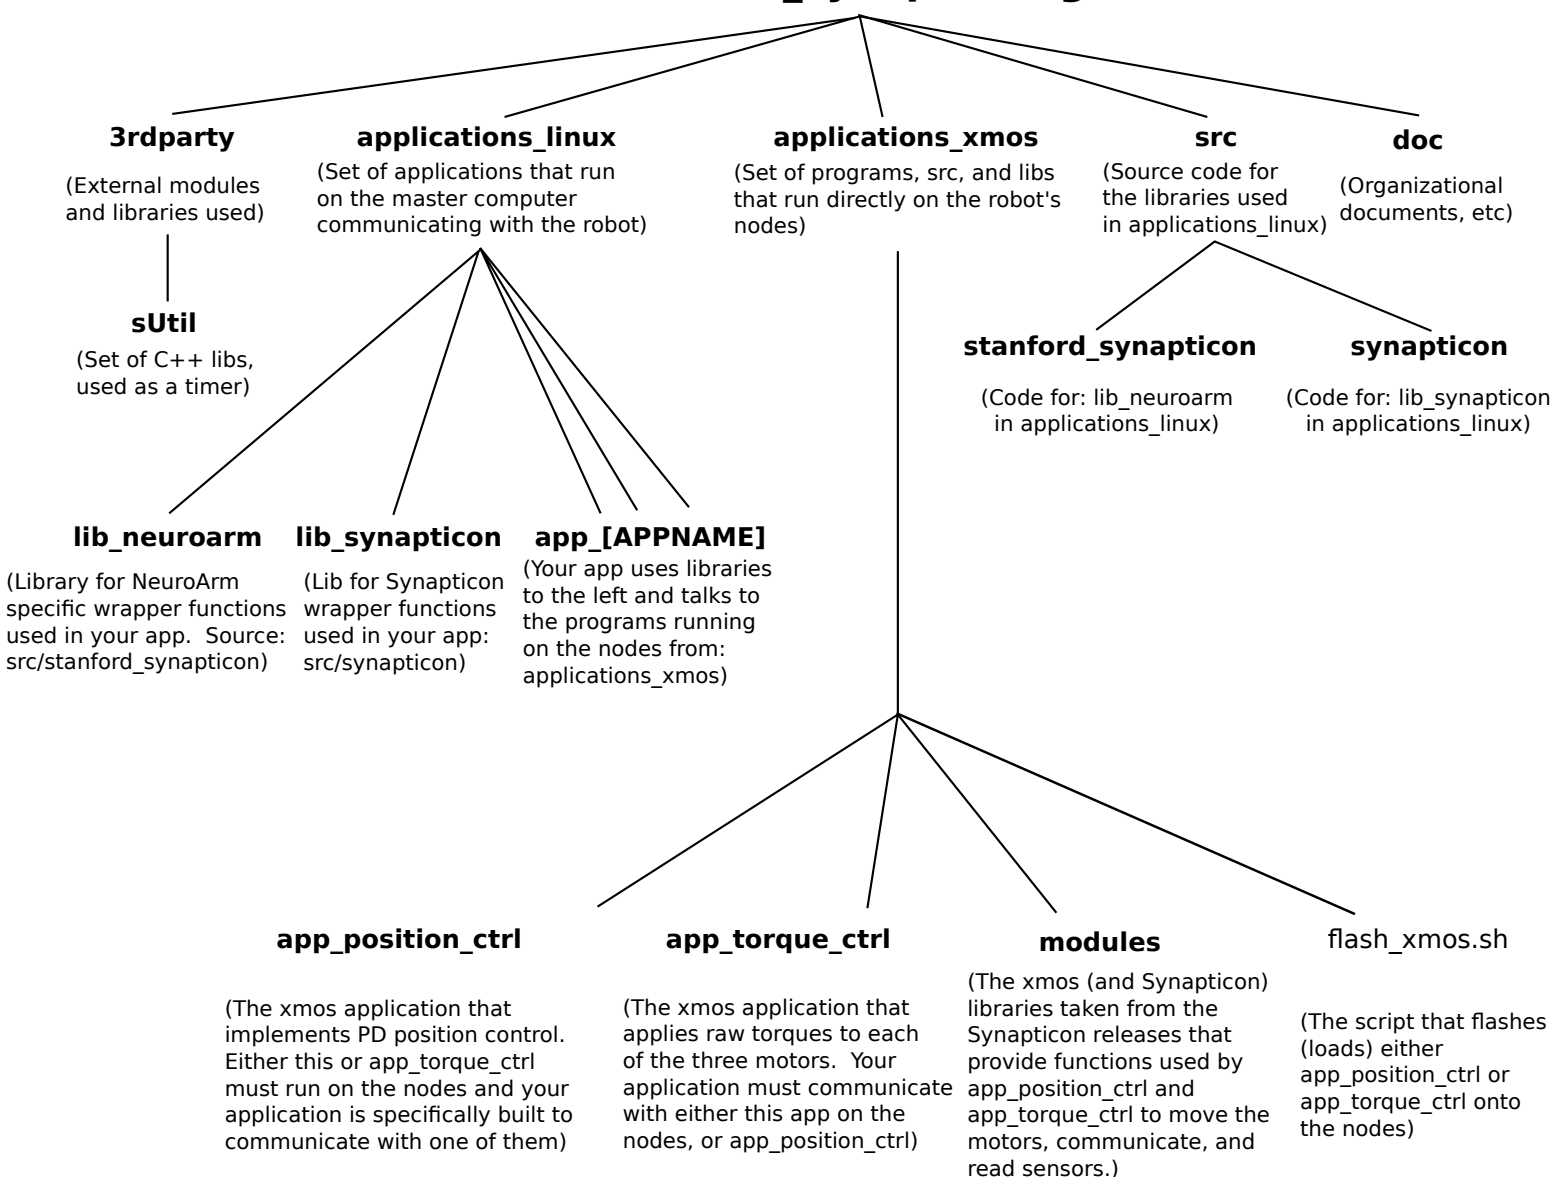 3rdparty
(External modules
and libraries used)
applications_linux
(Set of applications that run
on the master computer
communicating with the robot)
applications_xmos
(Set of programs, src, and libs
that run directly on the robot's
nodes)
src
(Source code for
the libraries used
in applications_linux)
doc
(Organizational
documents, etc)
sUtil
(Set of C++ libs,
used as a timer)
stanford_synapticon
(Code for: lib_neuroarm
in applications_linux)
synapticon
(Code for: lib_synapticon
in applications_linux)
lib_neuroarm
(Library for NeuroArm
specific wrapper functions
used in your app.  Source:
src/stanford_synapticon)
lib_synapticon
(Lib for Synapticon
wrapper functions
used in your app:
src/synapticon)
app_[APPNAME]
(Your app uses libraries
to the left and talks to
the programs running
on the nodes from:
applications_xmos)
app_position_ctrl
(The xmos application that
implements PD position control.
Either this or app_torque_ctrl
must run on the nodes and your
application is specifically built to
communicate with one of them)
app_torque_ctrl
(The xmos application that
applies raw torques to each
of the three motors.  Your
application must communicate
with either this app on the
nodes, or app_position_ctrl)
modules
(The xmos (and Synapticon)
libraries taken from the
Synapticon releases that
provide functions used by
app_position_ctrl and
app_torque_ctrl to move the
motors, communicate, and
read sensors.)
flash_xmos.sh
(The script that flashes
(loads) either
app_position_ctrl or
app_torque_ctrl onto
the nodes)